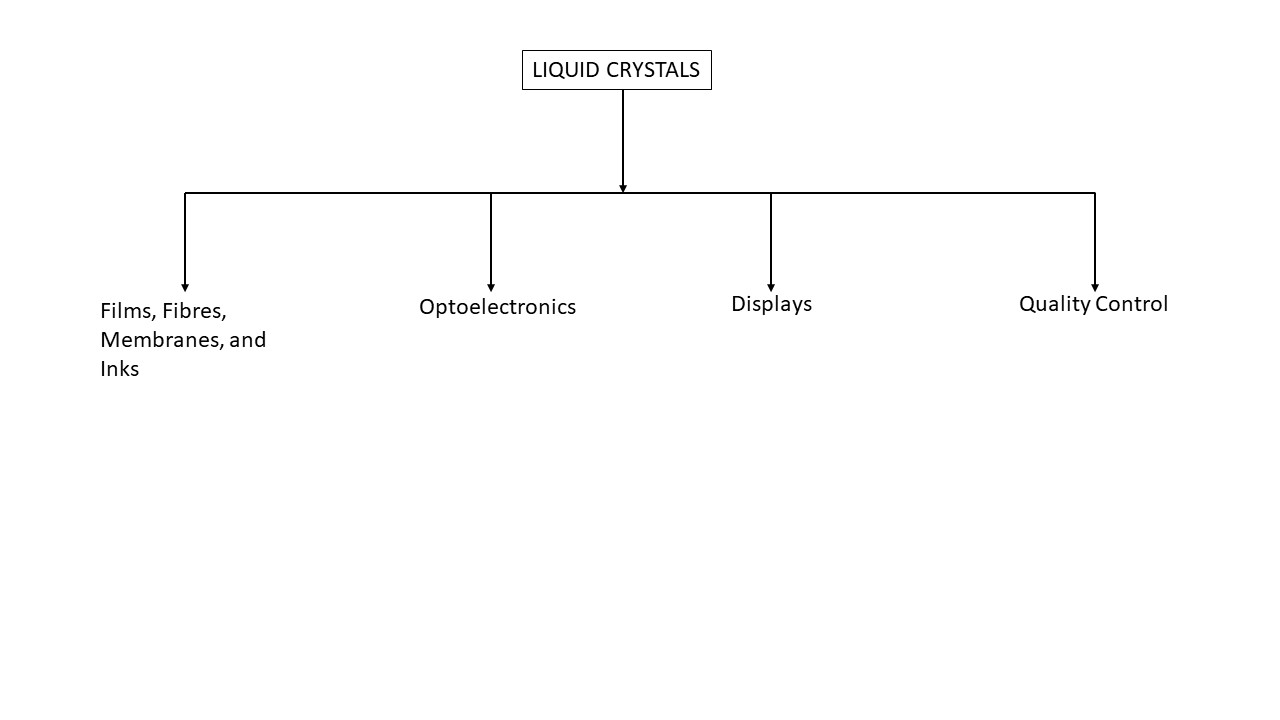 LIQUID CRYSTALS
Films, Fibres,
Membranes, and
Inks
Optoelectronics
Displays
Quality Control